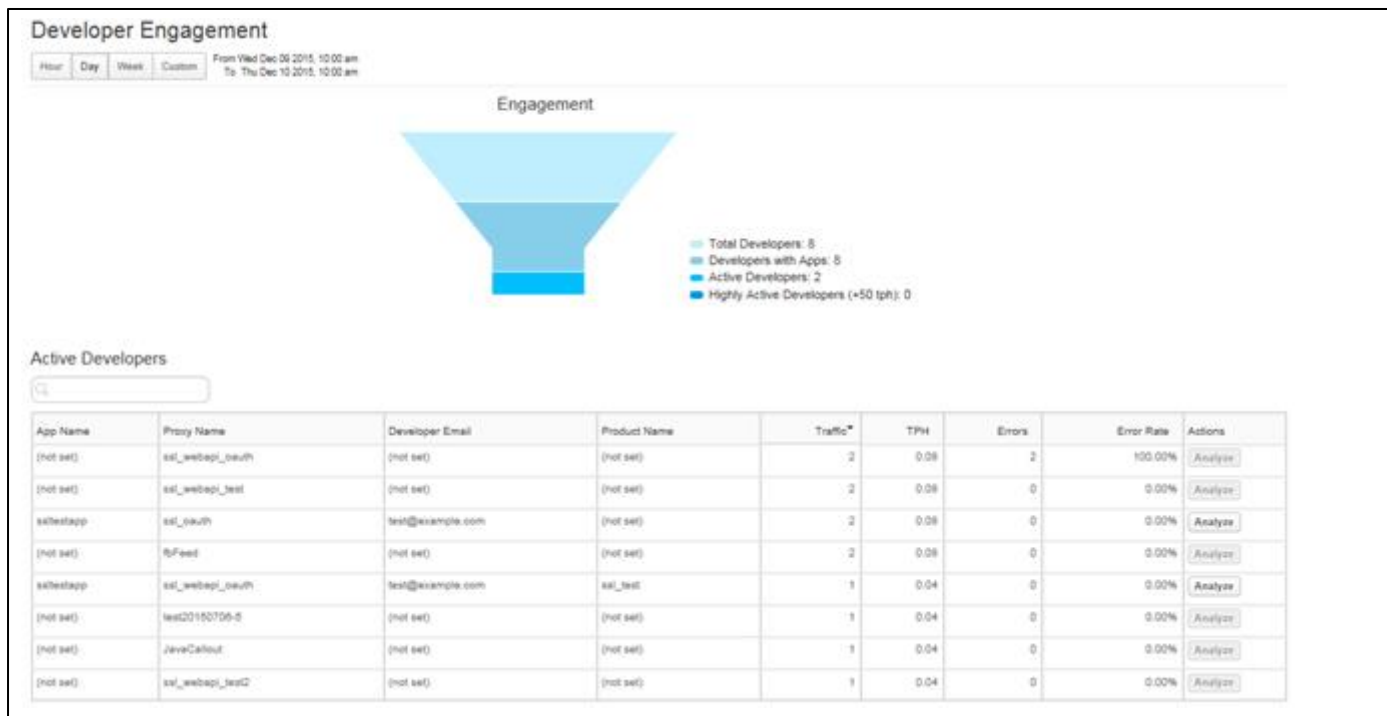 Developer Engagement
Hour Day Week Custom From Wed Dec 09 2015, 10:00 am
To Thu Dec 10 2015, 10:00 am
Engagement
Total Developers: 8
Developers with Apps: 8
Active Developers: 2
Highly Active Developers (+50 tph): 0
Active Developers
App Name Proxy Name Developer Email Product Name Traffic TPH Errors Error Rate Actions
(not set) ssl_webapi_oauth (not set) (not set) 2 0.08 2 100.00% Analyze
(not set) ssl_webapi_test (not set) (not set) 2 0.08 0 0.00% Analyze
ssltestapp ssl_oauth test@example.com (not set) 2 0.08 0 0.00% Analyze
(not set) fbFeed (not set) (not set) 2 0.08 0 0.00% Analyze
ssltestapp ssl_webapi_oauth test@example.com ssl_test 1 0.04 0 0.00% Analyze
(not set) test20150706-5 (not set) (not set) 1 0.04 0 0.00% Analyze
(not set) JavaCallout (not set) (not set) 1 0.04 0 0.00% Analyze
(not set) ssl_webapi_test2 (not set) (not set) 1 0.04 0 0.00% Analyze